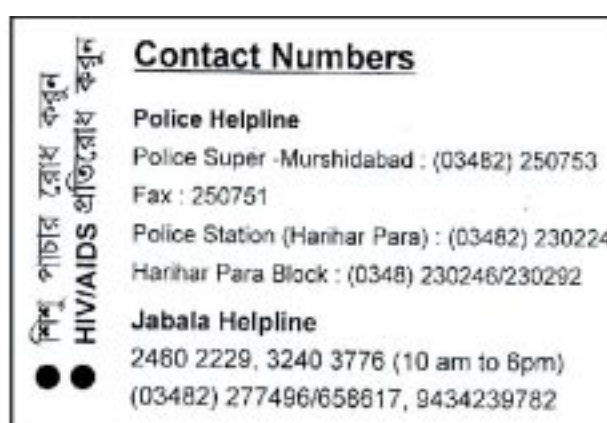 শিশু পাচার রোধ করুন
HIV/AIDS প্রতিরোধ করুন
Contact Numbers
Police Helpline
Police Super -Murshidabad : (03482) 250753
Fax : 250751
Police Station (Harihar Para) : (03482) 230224
Harihar Para Block : (0348) 230246/230292
Jabala Helpline
2460 2229, 3240 3776 (10 am to 6pm)
(03482) 277496/658617, 9434239782